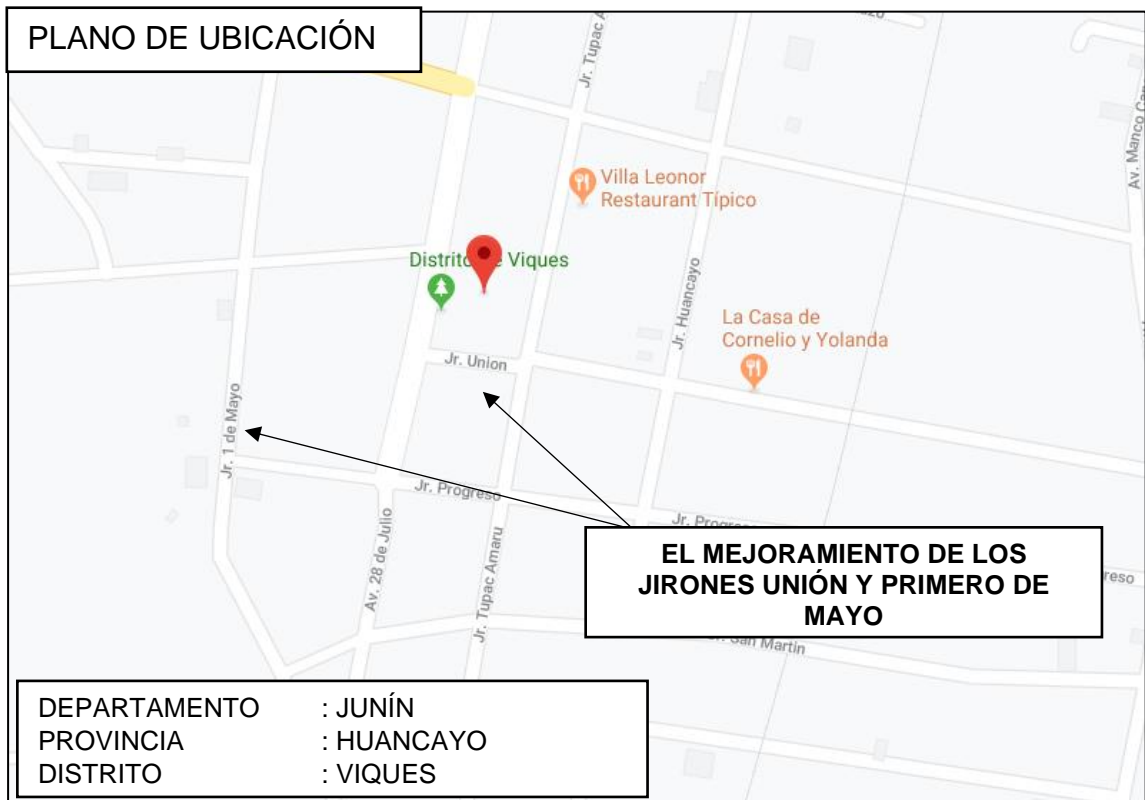 PLANO DE UBICACIÓN
Jr. Tupac A
Av. Manco Cap
Villa Leonor
Restaurant Típico
Distrito de Viques
Jr. Huancayo
La Casa de
Cornelio y Yolanda
Jr. Union
Jr. 1 de Mayo
Jr. Progreso
Jr. Progreso
reso
Av. 28 de Julio
Jr. Tupac Amaru
EL MEJORAMIENTO DE LOS
JIRONES UNIÓN Y PRIMERO DE
MAYO
San Martin
DEPARTAMENTO : JUNÍN
PROVINCIA : HUANCAYO
DISTRITO : VIQUES